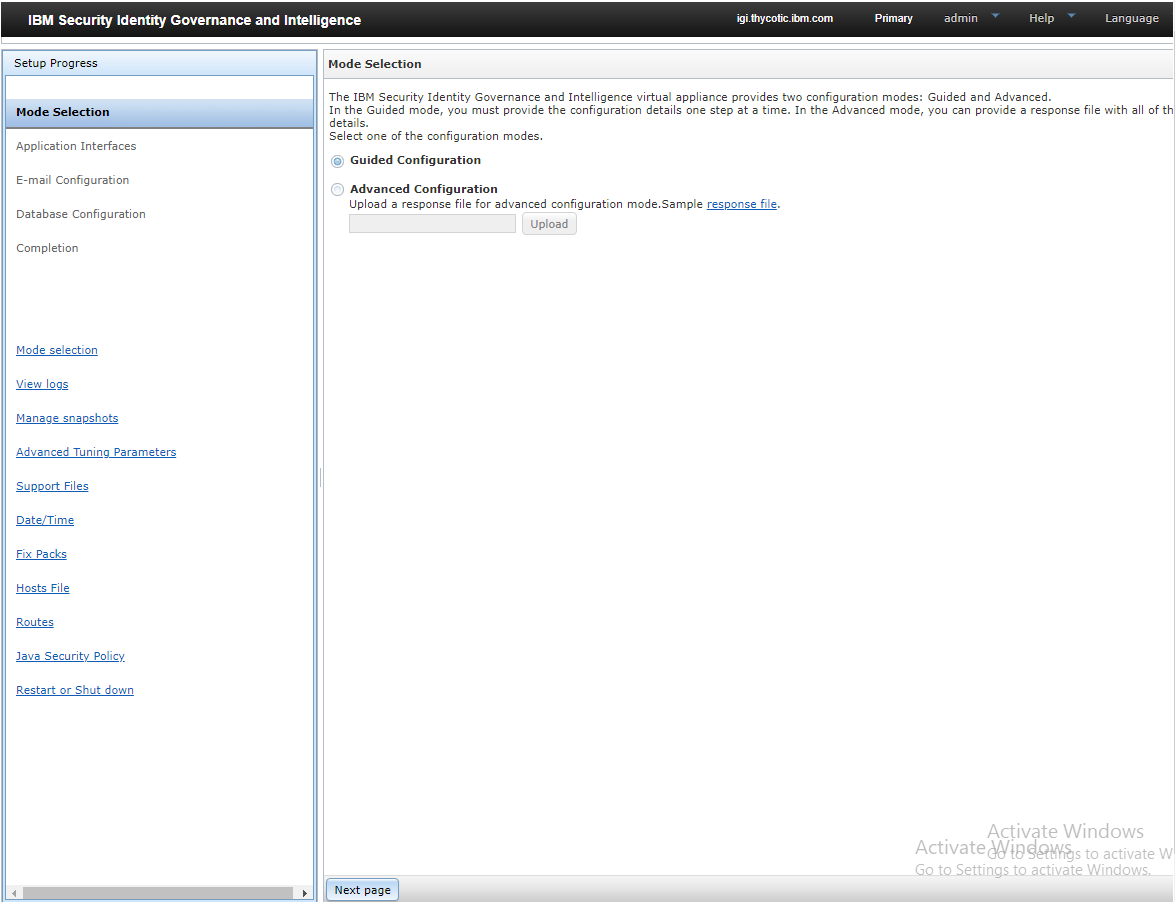 IBM Security Identity Governance and Intelligence
igi.thycotic.ibm.com
Primary
admin
Help
Language
Setup Progress
Mode Selection
Application Interfaces
E-mail Configuration
Database Configuration
Completion
Mode selection
View logs
Manage snapshots
Advanced Tuning Parameters
Support Files
Date/Time
Fix Packs
Hosts File
Routes
Java Security Policy
Restart or Shut down
Mode Selection
The IBM Security Identity Governance and Intelligence virtual appliance provides two configuration modes: Guided and Advanced.
In the Guided mode, you must provide the configuration details one step at a time. In the Advanced mode, you can provide a response file with all of th
details.
Select one of the configuration modes.
Guided Configuration
Advanced Configuration
Upload a response file for advanced configuration mode.Sample response file.
Upload
Activate Windows
Go to Settings to activate W
Activate Windows
Go to Settings to activate Windows.
Next page